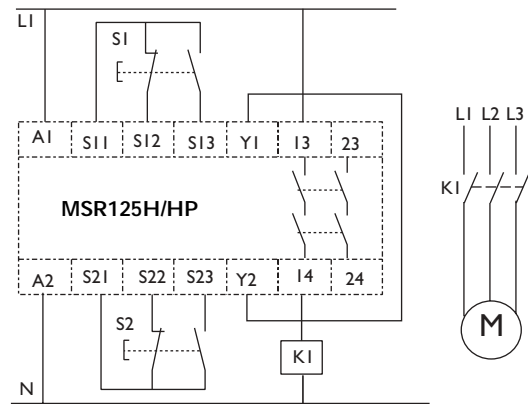 L1
S1
A1 S11 S12 S13 Y1 13 23
L1 L2 L3
K1
MSR125H/HP
A2 S21 S22 S23 Y2 14 24
S2
K1
M
N